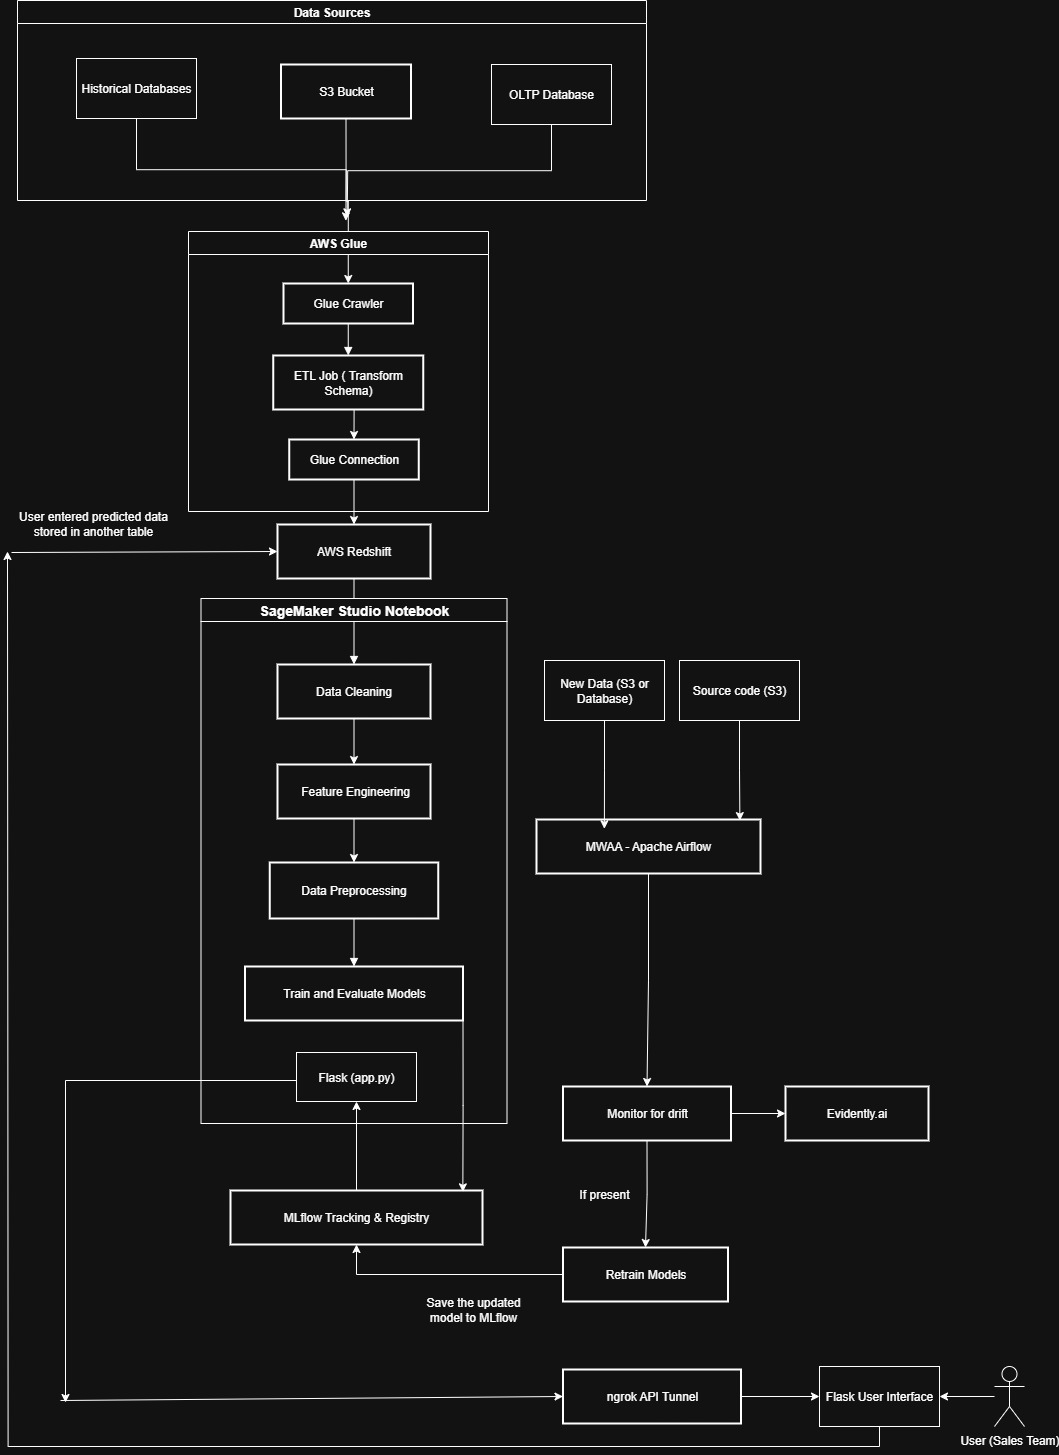 Data Sources
Historical Databases
S3 Bucket
OLTP Database
AWS Glue
Glue Crawler
ETL Job ( Transform
Schema)
Glue Connection
User entered predicted data
stored in another table
AWS Redshift
SageMaker Studio Notebook
Data Cleaning
New Data (S3 or
Database)
Source code (S3)
Feature Engineering
MWAA - Apache Airflow
Data Preprocessing
Train and Evaluate Models
Flask (app.py)
Monitor for drift
Evidently.ai
If present
MLflow Tracking & Registry
Retrain Models
Save the updated
model to MLflow
ngrok API Tunnel
Flask User Interface
User (Sales Team)